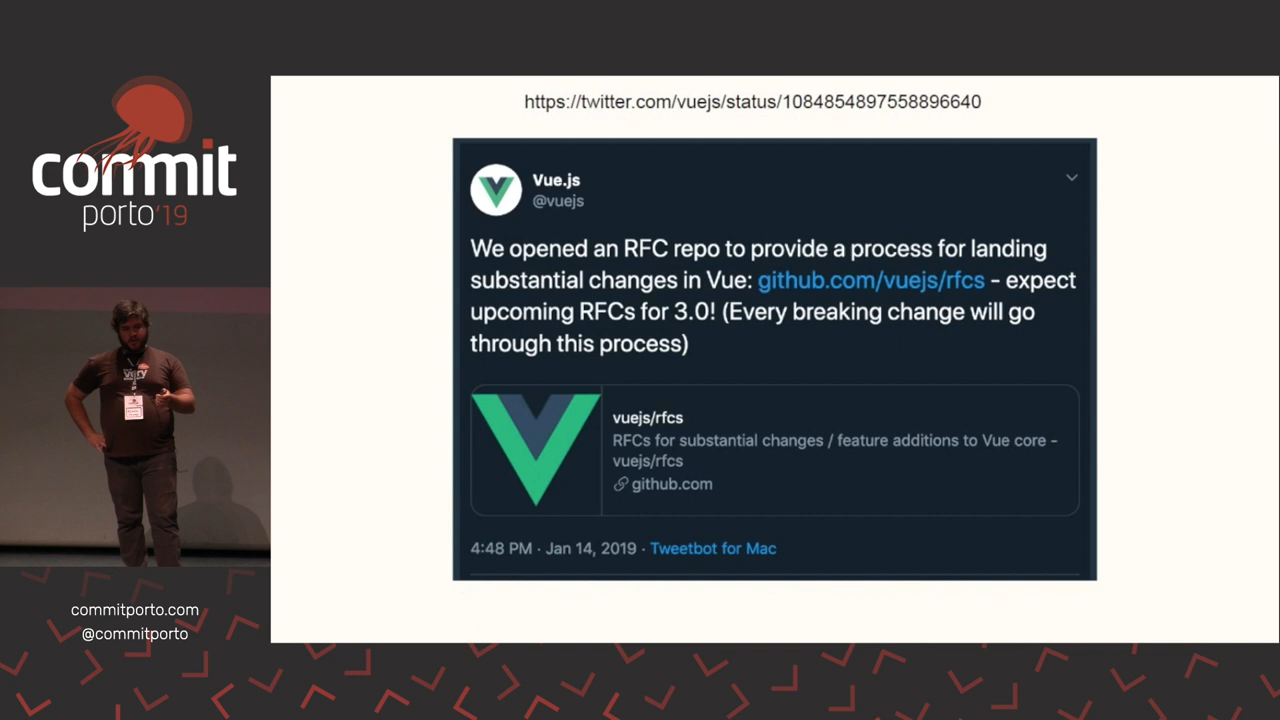 commit
porto'19
commitporto.com
@commitporto
https://twitter.com/vuejs/status/1084854897558896640
Vue.js
@vuejs
We opened an RFC repo to provide a process for landing
substantial changes in Vue: github.com/vuejs/rfcs - expect
upcoming RFCs for 3.0! (Every breaking change will go
through this process)
vuejs/rfcs
RFCs for substantial changes / feature additions to Vue core -
vuejs/rfcs
github.com
4:48 PM · Jan 14, 2019 · Tweetbot for Mac